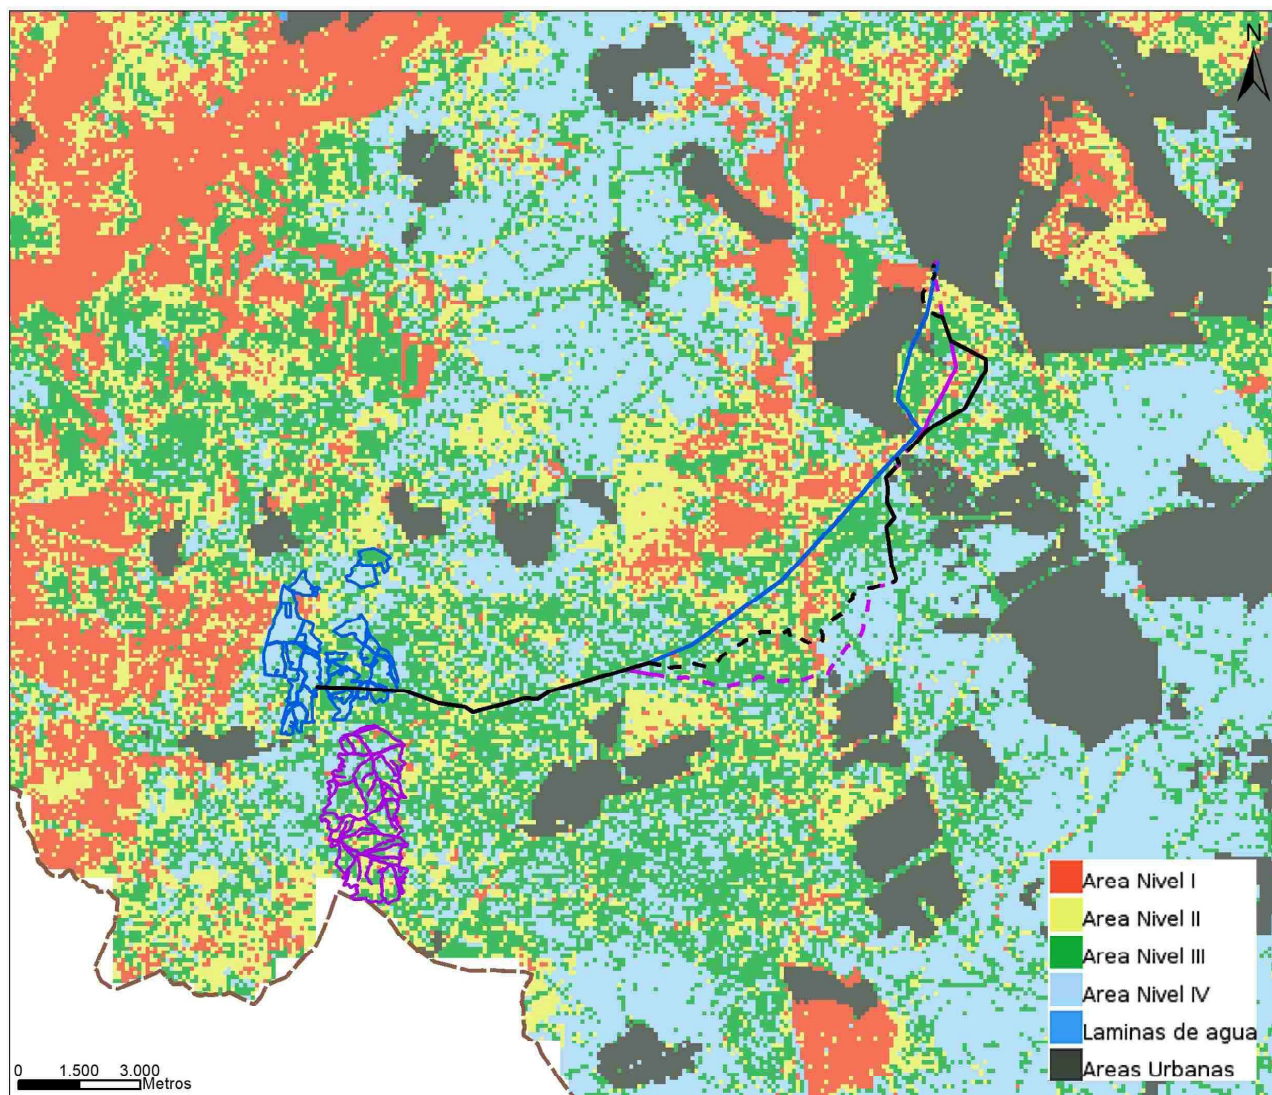 N
Area Nivel I
Area Nivel II
Area Nivel III
Area Nivel IV
Laminas de agua
Areas Urbanas
0 1.500 3.000
Metros